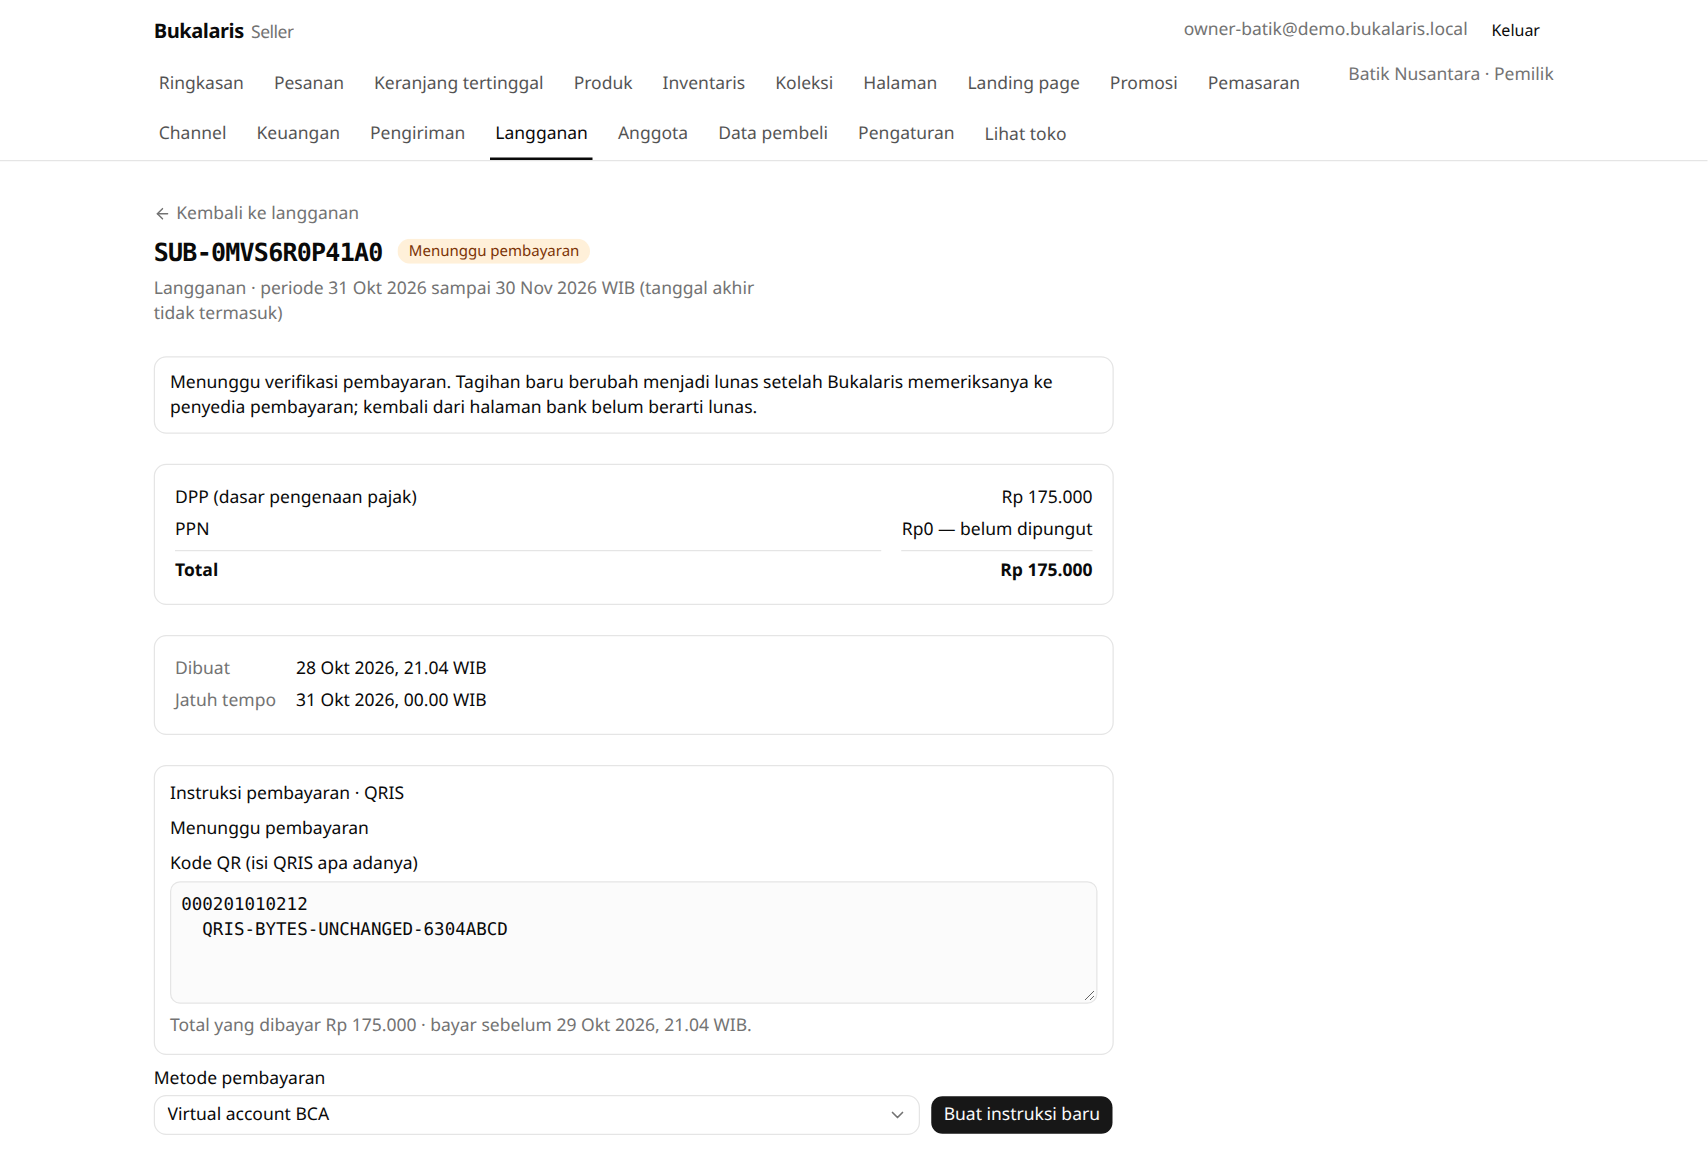 Bukalaris Seller
owner-batik@demo.bukalaris.local Keluar
Ringkasan Pesanan Keranjang tertinggal Produk Inventaris Koleksi Halaman Landing page Promosi Pemasaran
Batik Nusantara · Pemilik
Channel Keuangan Pengiriman Langganan Anggota Data pembeli Pengaturan Lihat toko
← Kembali ke langganan
SUB-0MVS6R0P41A0 Menunggu pembayaran
Langganan · periode 31 Okt 2026 sampai 30 Nov 2026 WIB (tanggal akhir
tidak termasuk)
Menunggu verifikasi pembayaran. Tagihan baru berubah menjadi lunas setelah Bukalaris memeriksanya ke
penyedia pembayaran; kembali dari halaman bank belum berarti lunas.
DPP (dasar pengenaan pajak) Rp 175.000
PPN Rp0 — belum dipungut
Total Rp 175.000
Dibuat 28 Okt 2026, 21.04 WIB
Jatuh tempo 31 Okt 2026, 00.00 WIB
Instruksi pembayaran · QRIS
Menunggu pembayaran
Kode QR (isi QRIS apa adanya)
000201010212
QRIS-BYTES-UNCHANGED-6304ABCD
Total yang dibayar Rp 175.000 · bayar sebelum 29 Okt 2026, 21.04 WIB.
Metode pembayaran
Virtual account BCA
Buat instruksi baru